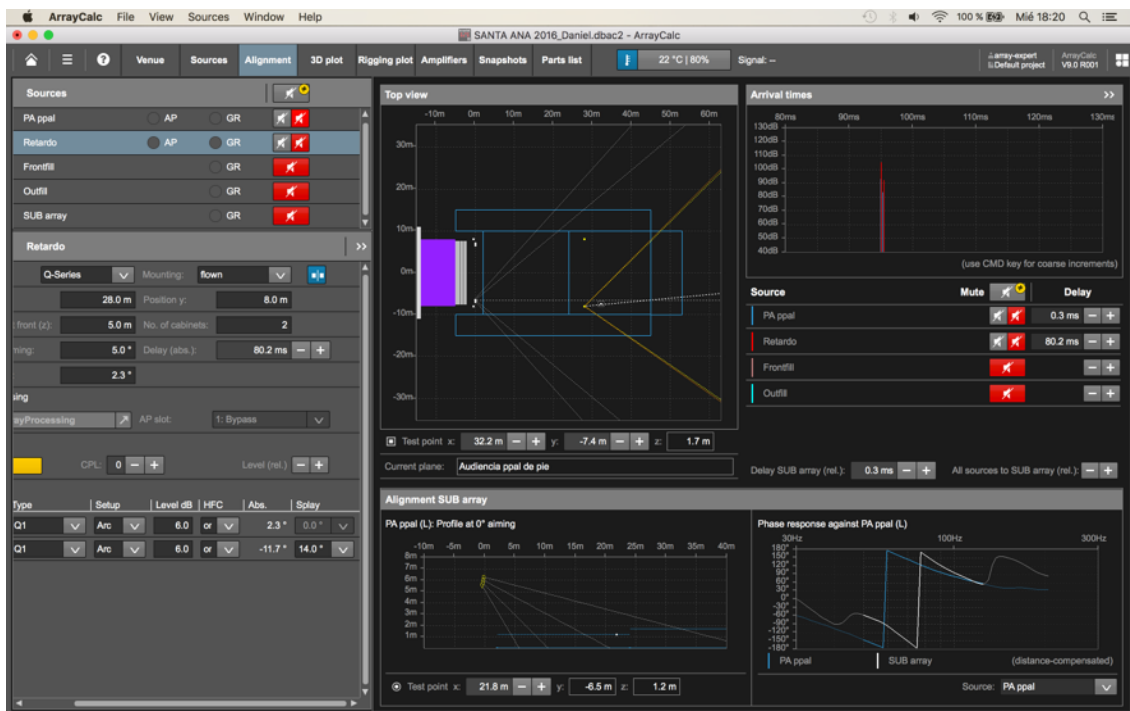 ArrayCalc File View Sources Window Help 100 % Mié 18:20
SANTA ANA 2016_Daniel.dbac2 - ArrayCalc
Venue Sources Alignment 3D plot Rigging plot Amplifiers Snapshots Parts list 22 °C | 80% Signal: -- array-expert Default project ArrayCalc V9.0 R001
Sources
PA ppal AP GR
Retardo AP GR
Frontfill GR
Outfill GR
SUB array GR
Retardo >>
Q-Series Mounting: flown
28.0 m Position y: 8.0 m
front (z): 5.0 m No. of cabinets: 2
ming: 5.0 ° Delay (abs.): 80.2 ms - +
2.3 °
sing
ayProcessing AP slot: 1: Bypass
CPL: 0 - + Level (rel.) - +
Type Setup Level dB HFC Abs. Splay
Q1 Arc 6.0 or 2.3 ° 0.0 °
Q1 Arc 6.0 or -11.7 ° 14.0 °
Top view
-10m 0m 10m 20m 30m 40m 50m 60m
30m
20m
10m
0m
-10m
-20m
-30m
Test point x: 32.2 m - + y: -7.4 m - + z: 1.7 m
Current plane: Audiencia ppal de pie
Arrival times >>
80ms 90ms 100ms 110ms 120ms 130ms
130dB
120dB
110dB
100dB
90dB
80dB
70dB
60dB
50dB
40dB
(use CMD key for coarse increments)
Source Mute Delay
PA ppal 0.3 ms - +
Retardo 80.2 ms - +
Frontfill - +
Outfill - +
Delay SUB array (rel.): 0.3 ms - + All sources to SUB array (rel.): - +
Alignment SUB array
PA ppal (L): Profile at 0° aiming
-10m -5m 0m 5m 10m 15m 20m 25m 30m 35m 40m
8m
7m
6m
5m
4m
3m
2m
1m
Test point x: 21.8 m - + y: -6.5 m z: 1.2 m
Phase response against PA ppal (L)
30Hz 100Hz 300Hz
180°
150°
120°
90°
60°
30°
0°
-30°
-60°
-90°
-120°
-150°
-180°
PA ppal SUB array (distance-compensated)
Source: PA ppal